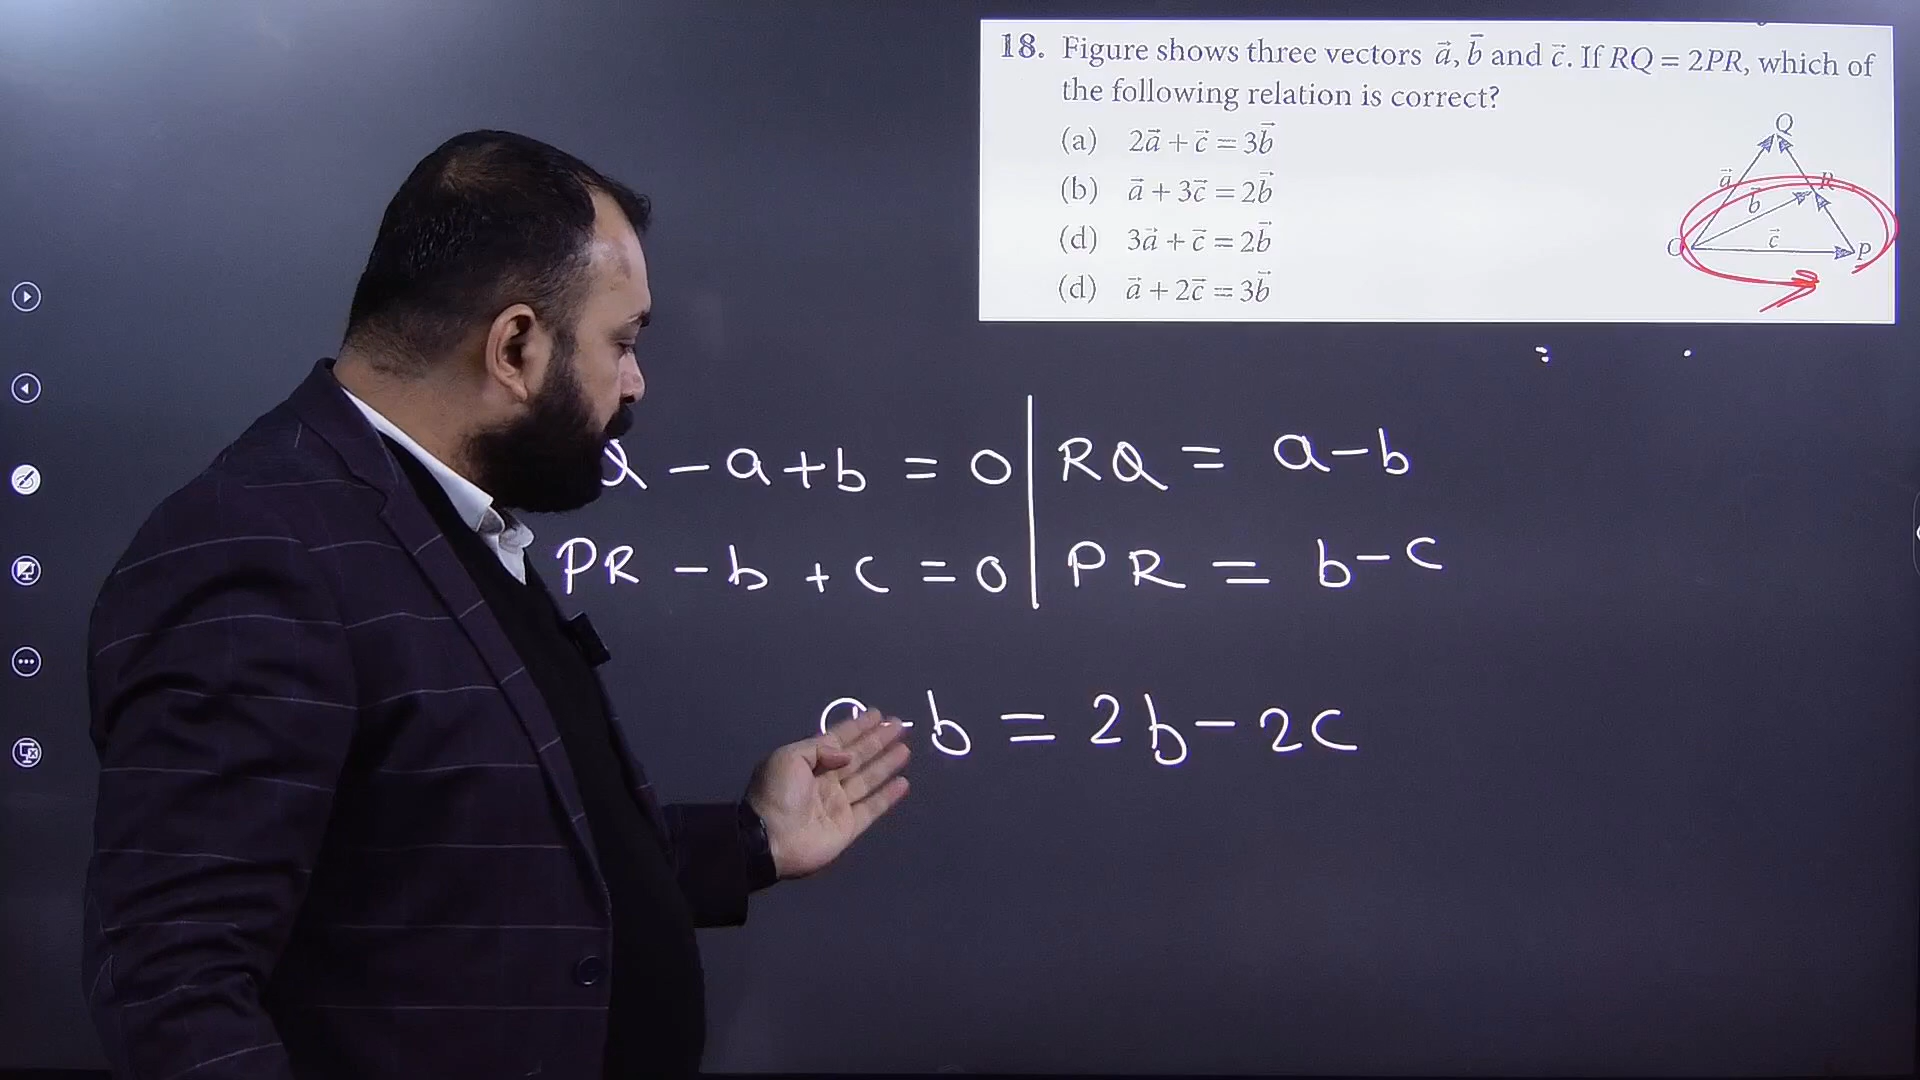 18. Figure shows three vectors a⃗, b̄ and c⃗. If RQ = 2PR, which of
the following relation is correct?
(a) 2a⃗ + c⃗ = 3b⃗
(b) a⃗ + 3c⃗ = 2b⃗
(d) 3a⃗ + c⃗ = 2b⃗
(d) a⃗ + 2c⃗ = 3b⃗
Q
a⃗
R
b⃗
c⃗
P
- a + b = 0 | RQ = a - b
PR - b + c = 0 | PR = b - c
- b = 2b - 2c